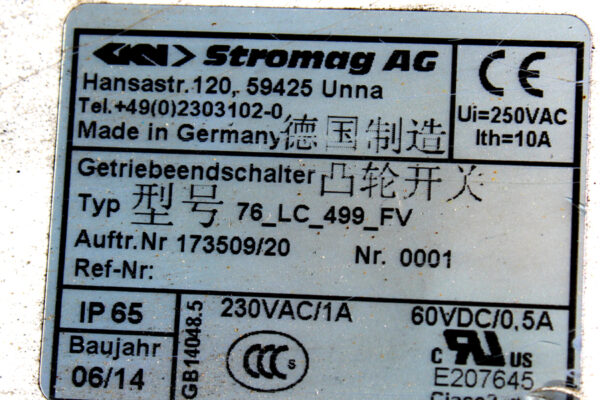 GKN Stromag AG
Hansastr.120, 59425 Unna
Tel.+49(0)2303102-0
Made in Germany 德国制造
CE
Ui=250VAC
Ith=10A
Getriebeendschalter 凸轮开关
Typ 型号 76_LC_499_FV
Auftr.Nr 173509/20 Nr. 0001
Ref-Nr:
IP 65
Baujahr
06/14
GB14048.5
230VAC/1A 60VDC/0,5A
CCC S
c RU US
E207645